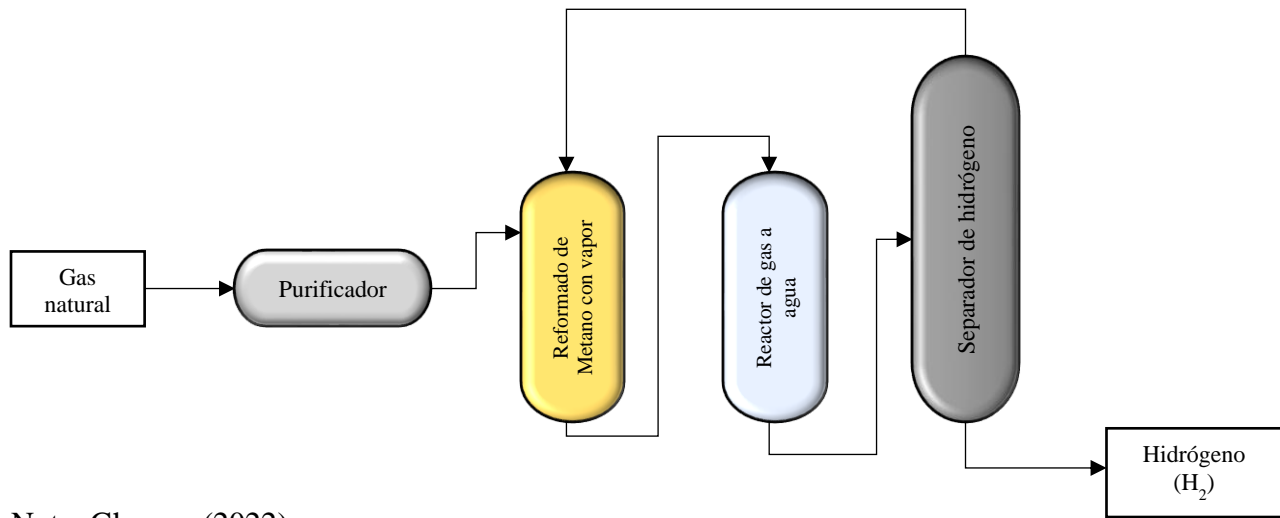 Gas
natural
Purificador
Reformado de
Metano con vapor
Reactor de gas a
agua
Separador de hidrógeno
Hidrógeno
(H₂)